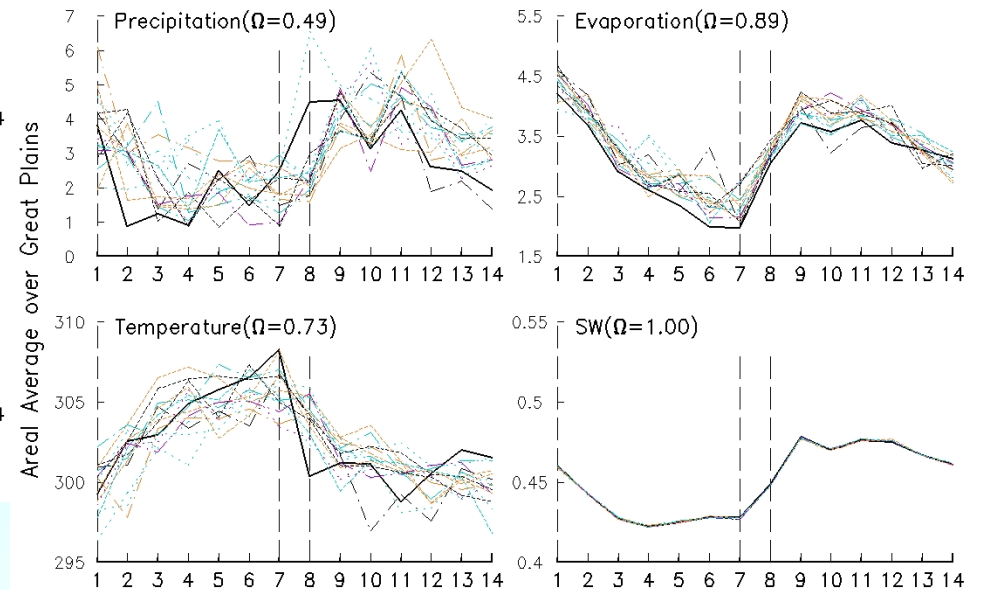 Areal Average over Great Plains
Precipitation(Ω=0.49)
7
6
5
4
3
2
1
0
1 2 3 4 5 6 7 8 9 10 11 12 13 14
Evaporation(Ω=0.89)
5.5
4.5
3.5
2.5
1.5
1 2 3 4 5 6 7 8 9 10 11 12 13 14
Temperature(Ω=0.73)
310
305
300
295
1 2 3 4 5 6 7 8 9 10 11 12 13 14
SW(Ω=1.00)
0.55
0.5
0.45
0.4
1 2 3 4 5 6 7 8 9 10 11 12 13 14